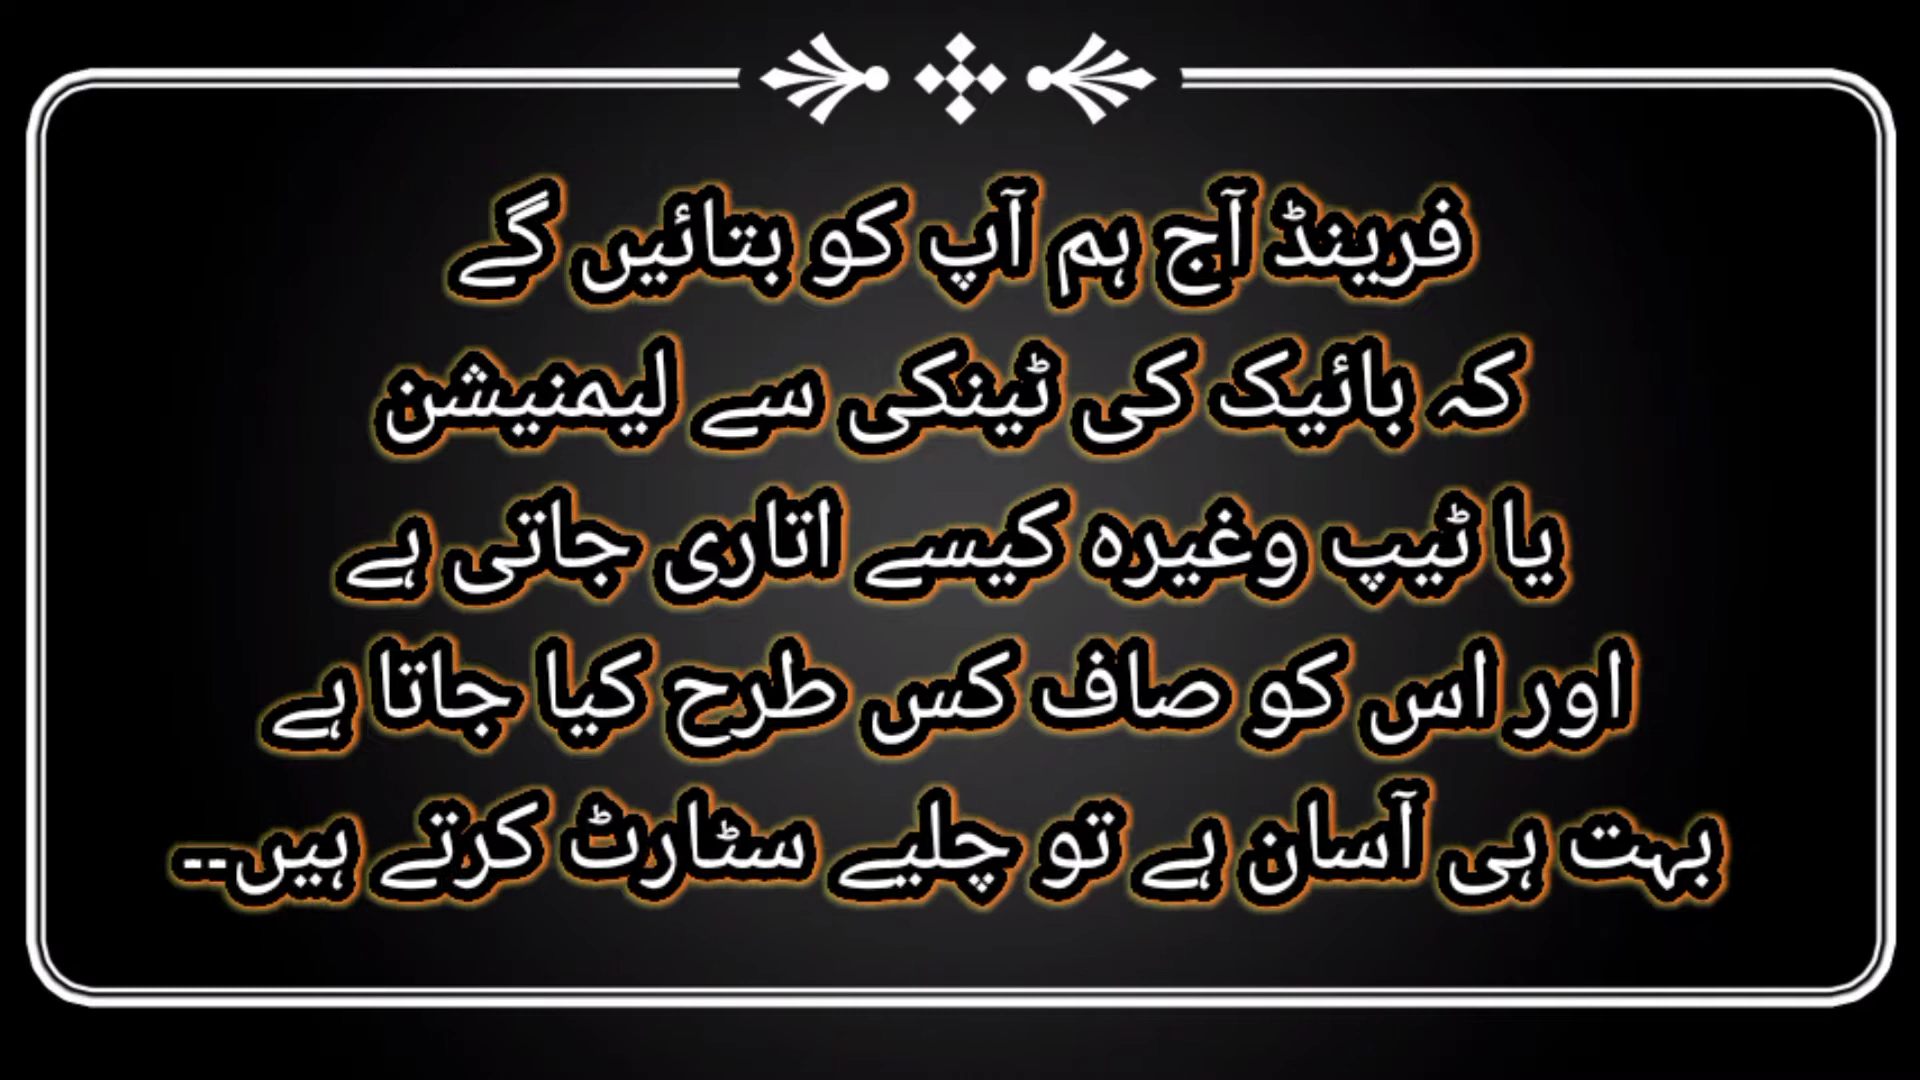 فرینڈ آج ہم آپ کو بتائیں گے
کہ بائیک کی ٹینکی سے لیمنیشن
یا ٹیپ وغیرہ کیسے اتاری جاتی ہے
اور اس کو صاف کس طرح کیا جاتا ہے
بہت ہی آسان ہے تو چلیے سٹارٹ کرتے ہیں--